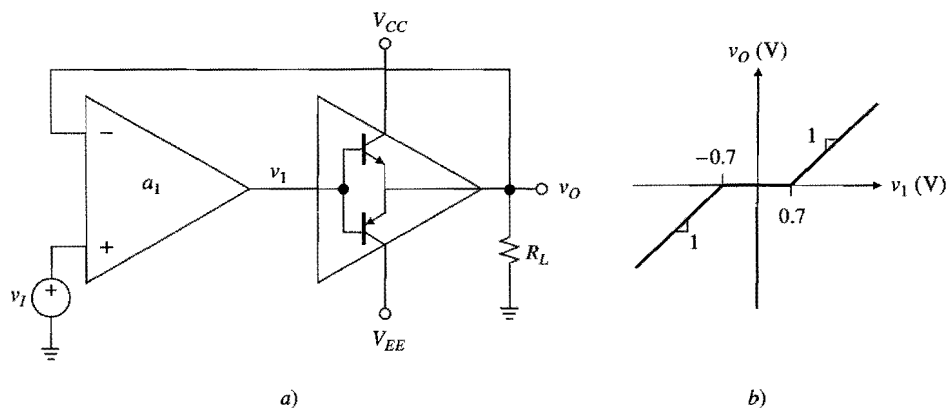 V_CC
−
a_1
+
v_I
v_1
v_O
R_L
V_EE
a)
v_O (V)
1
−0.7
v_1 (V)
0.7
1
b)